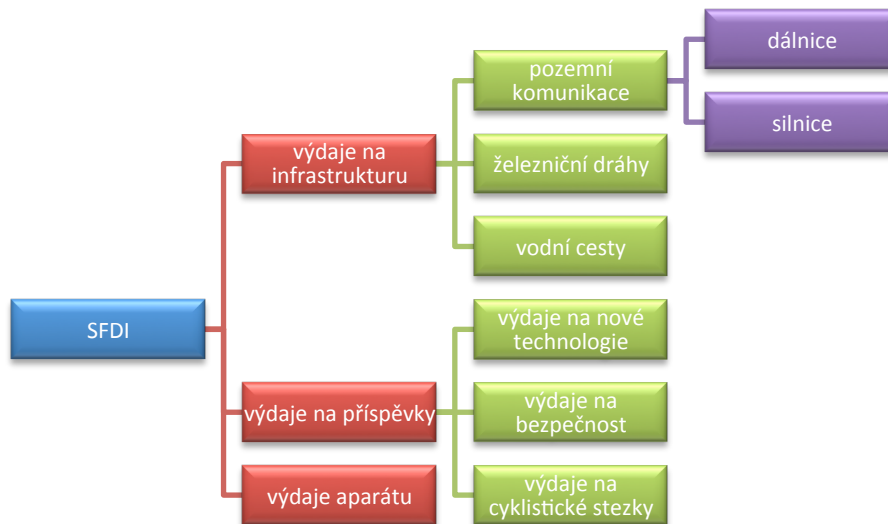 SFDI
výdaje na
infrastrukturu
pozemní
komunikace
dálnice
silnice
železniční dráhy
vodní cesty
výdaje na příspěvky
výdaje na nové
technologie
výdaje na
bezpečnost
výdaje na
cyklistické stezky
výdaje aparátu